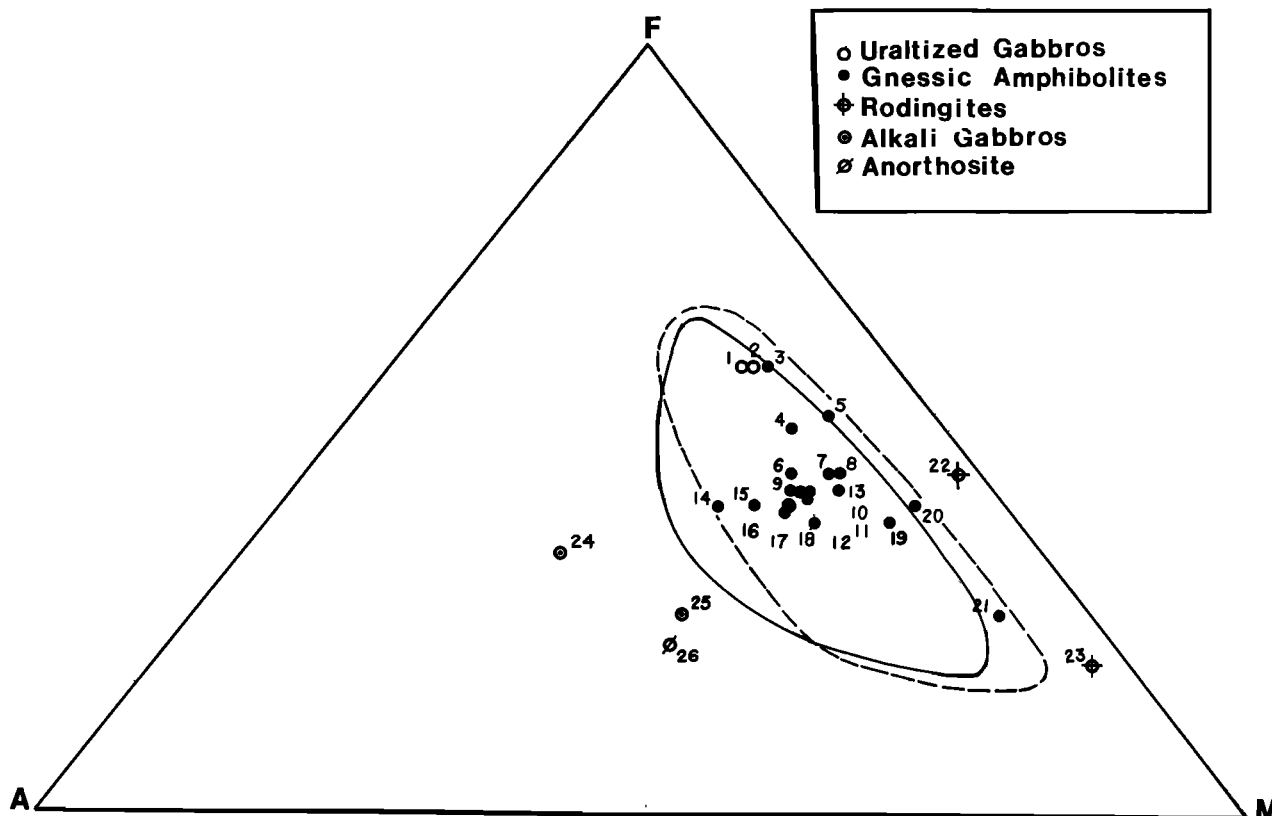 F
Uraltized Gabbros
Gnessic Amphibolites
Rodingites
Alkali Gabbros
Anorthosite
1 2 3
5
4
6 7 8 22
9 13
14 15 10 20
16 17 18 12 11 19
24
25 21
26 23
A M